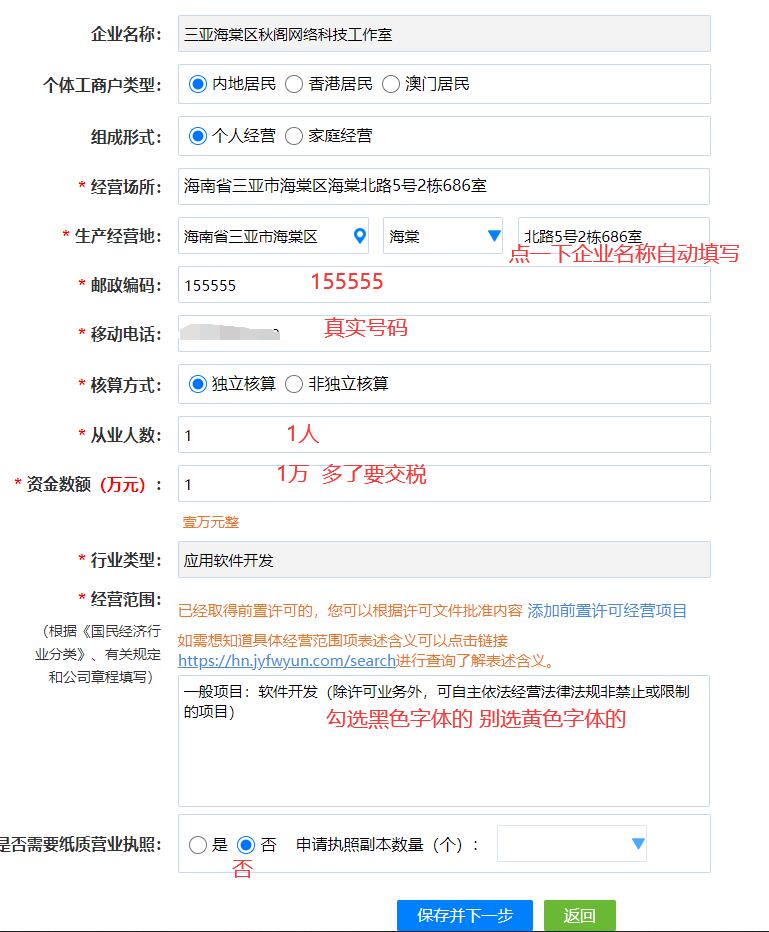 企业名称： 三亚海棠区秋阁网络科技工作室
个体工商户类型： 内地居民 香港居民 澳门居民
组成形式： 个人经营 家庭经营
* 经营场所： 海南省三亚市海棠区海棠北路5号2栋686室
* 生产经营地： 海南省三亚市海棠区 海棠 北路5号2栋686室
点一下企业名称自动填写
* 邮政编码： 155555 155555
* 移动电话： 真实号码
* 核算方式： 独立核算 非独立核算
* 从业人数： 1 1人
* 资金数额（万元）： 1 1万 多了要交税
壹万元整
* 行业类型： 应用软件开发
* 经营范围：
（根据《国民经济行
业分类》、有关规定
和公司章程填写）
已经取得前置许可的，您可以根据许可文件批准内容 添加前置许可经营项目
如需想知道具体经营范围项表述含义可以点击链接
https://hn.jyfwyun.com/search进行查询了解表述含义。
一般项目：软件开发（除许可业务外，可自主依法经营法律法规非禁止或限制
的项目）
勾选黑色字体的 别选黄色字体的
是否需要纸质营业执照： 是 否 申请执照副本数量（个）：
否
保存并下一步 返回